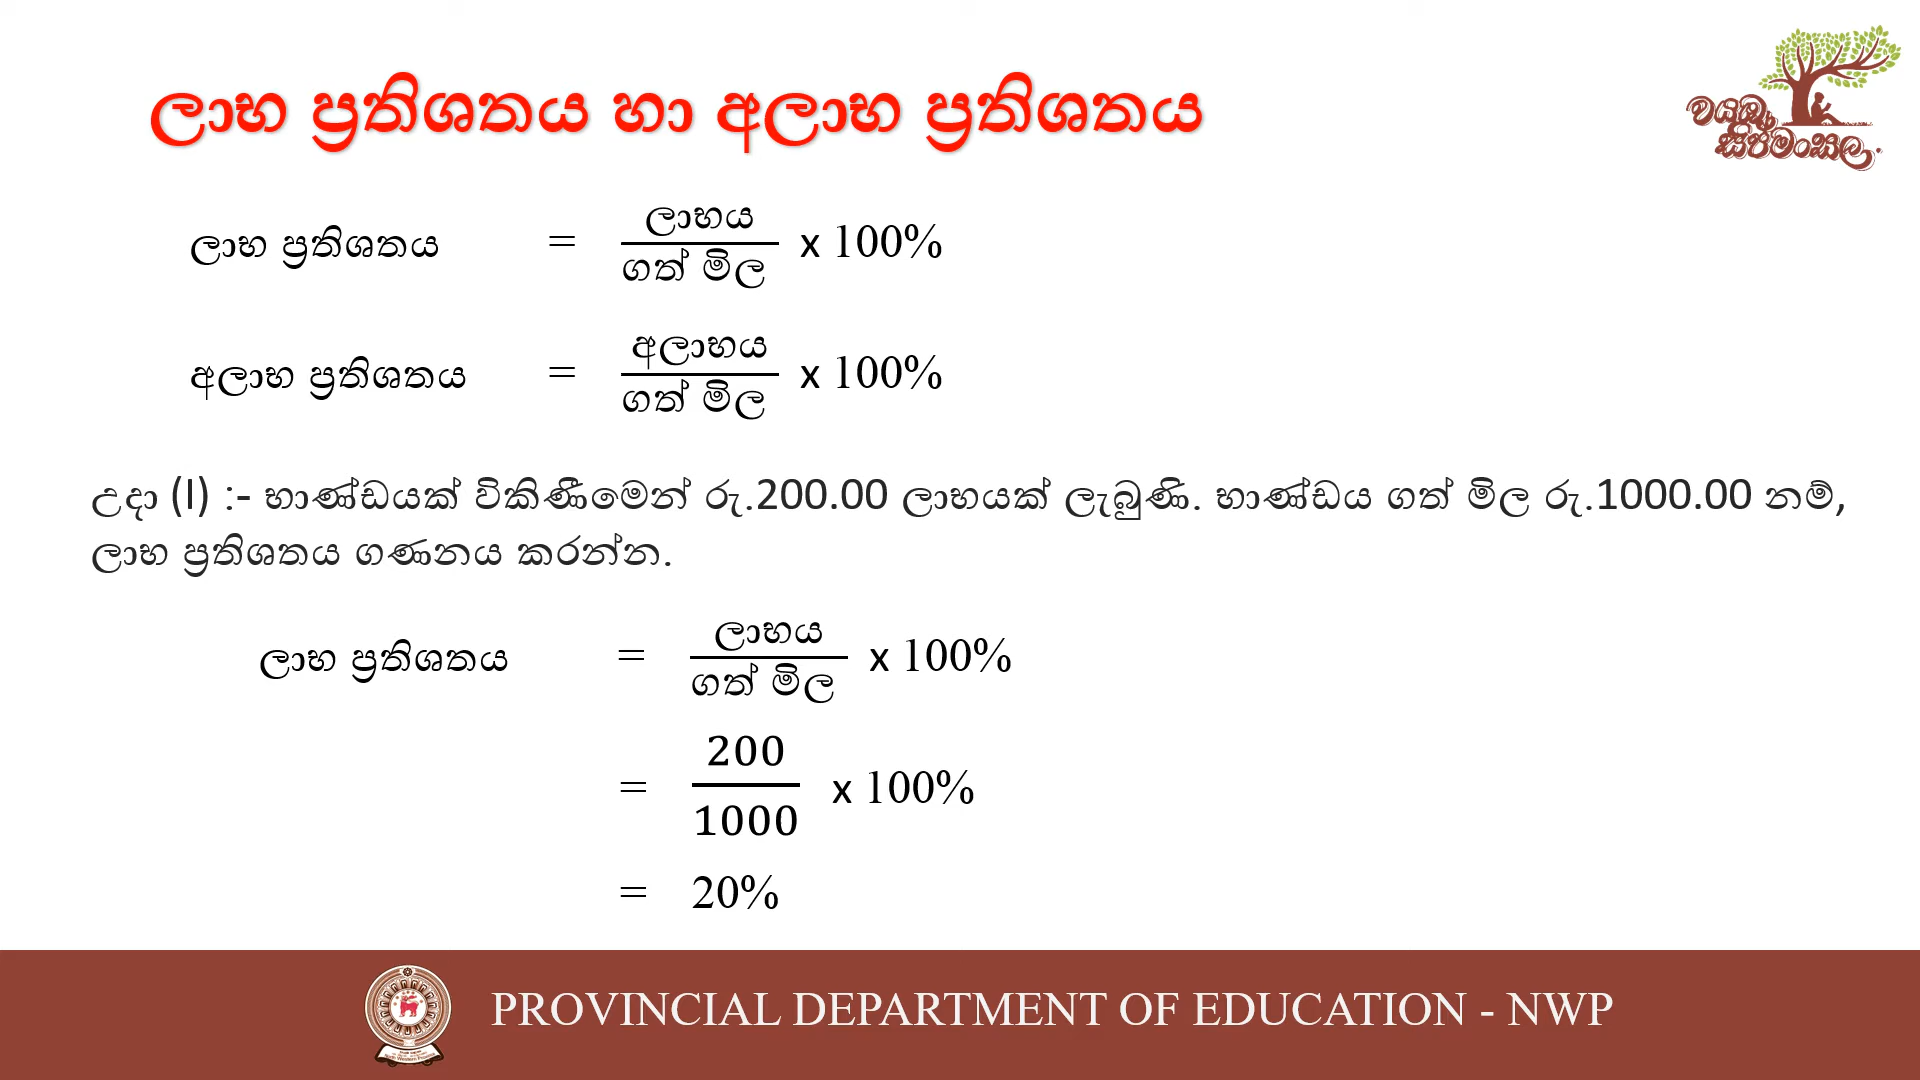 ලාභ ප්‍රතිශතය හා අලාභ ප්‍රතිශතය
වයඹ
සිප්මංසල
ලාභ ප්‍රතිශතය = ලාභය / ගත් මිල x 100%
අලාභ ප්‍රතිශතය = අලාභය / ගත් මිල x 100%
උදා (I) :- භාණ්ඩයක් විකිණීමෙන් රු.200.00 ලාභයක් ලැබුණි. භාණ්ඩය ගත් මිල රු.1000.00 නම්,
ලාභ ප්‍රතිශතය ගණනය කරන්න.
ලාභ ප්‍රතිශතය = ලාභය / ගත් මිල x 100%
= 200 / 1000 x 100%
= 20%
PROVINCIAL DEPARTMENT OF EDUCATION - NWP